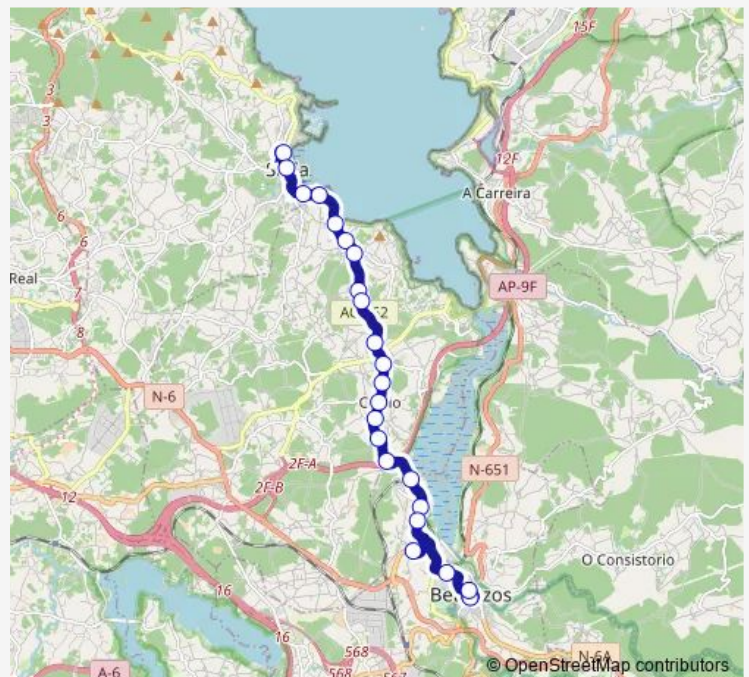 15F
3
3
12F
A Carreira
6
6
Real
7
AP-9F
8
N-6
2F-A
N-651
2F-B
12
O Consistorio
16
16
568
N-6A
A-6
568
567
© OpenStreetMap contributors